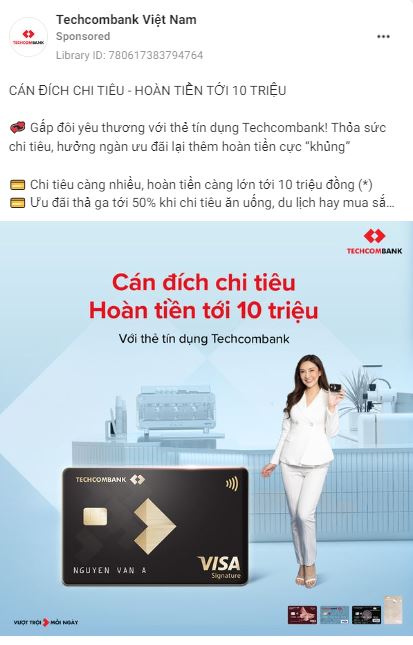 Techcombank Việt Nam
Sponsored
Library ID: 780617383794764
CÁN ĐÍCH CHI TIÊU - HOÀN TIỀN TỚI 10 TRIỆU
Gấp đôi yêu thương với thẻ tín dụng Techcombank! Thỏa sức
chi tiêu, hưởng ngàn ưu đãi lại thêm hoàn tiền cực “khủng”
Chi tiêu càng nhiều, hoàn tiền càng lớn tới 10 triệu đồng (*)
Ưu đãi thả ga tới 50% khi chi tiêu ăn uống, du lịch hay mua sắ...
TECHCOMBANK
Cán đích chi tiêu
Hoàn tiền tới 10 triệu
Với thẻ tín dụng Techcombank
TECHCOMBANK
VISA
Signature
NGUYEN VAN A
VƯỢT TRỘI MỖI NGÀY